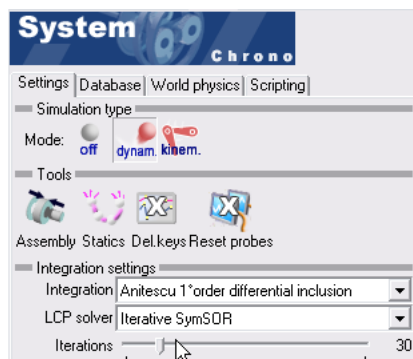 System
Chrono
Settings Database World physics Scripting
Simulation type
Mode: off dynam. kinem.
Tools
Assembly Statics Del.keys Reset probes
Integration settings
Integration Anitescu 1°order differential inclusion
LCP solver Iterative SymSOR
Iterations 30